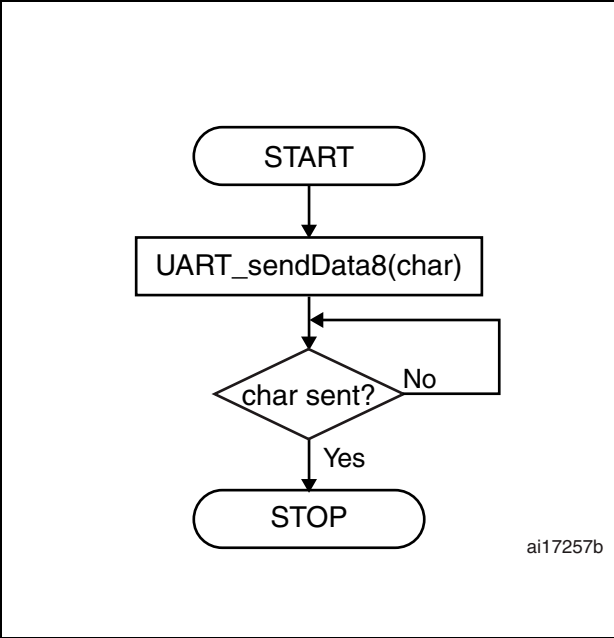 START
UART_sendData8(char)
char sent?
No
Yes
STOP
ai17257b